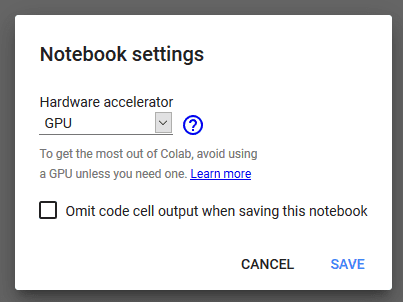 Notebook settings
Hardware accelerator
GPU
?
To get the most out of Colab, avoid using
a GPU unless you need one. Learn more
Omit code cell output when saving this notebook
CANCEL SAVE